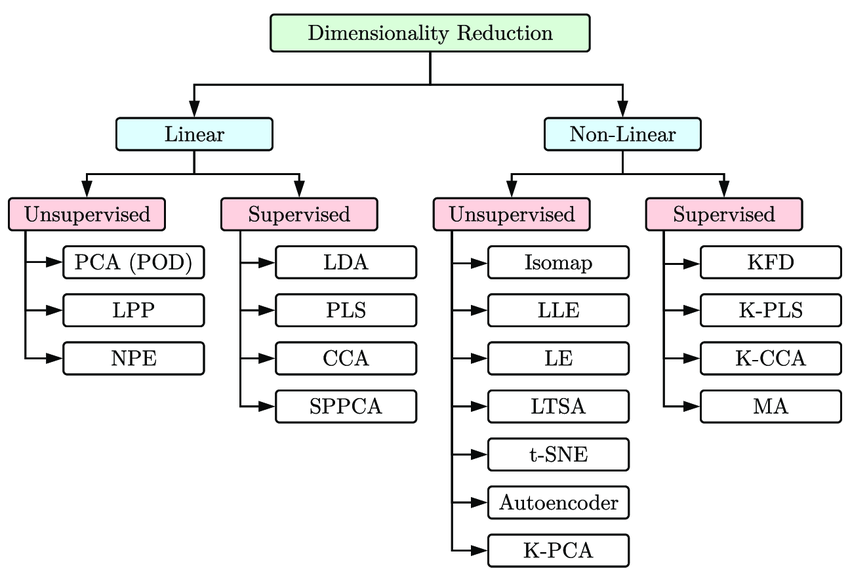 Dimensionality Reduction
Linear
Non-Linear
Unsupervised
Supervised
Unsupervised
Supervised
PCA (POD)
LPP
NPE
LDA
PLS
CCA
SPPCA
Isomap
LLE
LE
LTSA
t-SNE
Autoencoder
K-PCA
KFD
K-PLS
K-CCA
MA